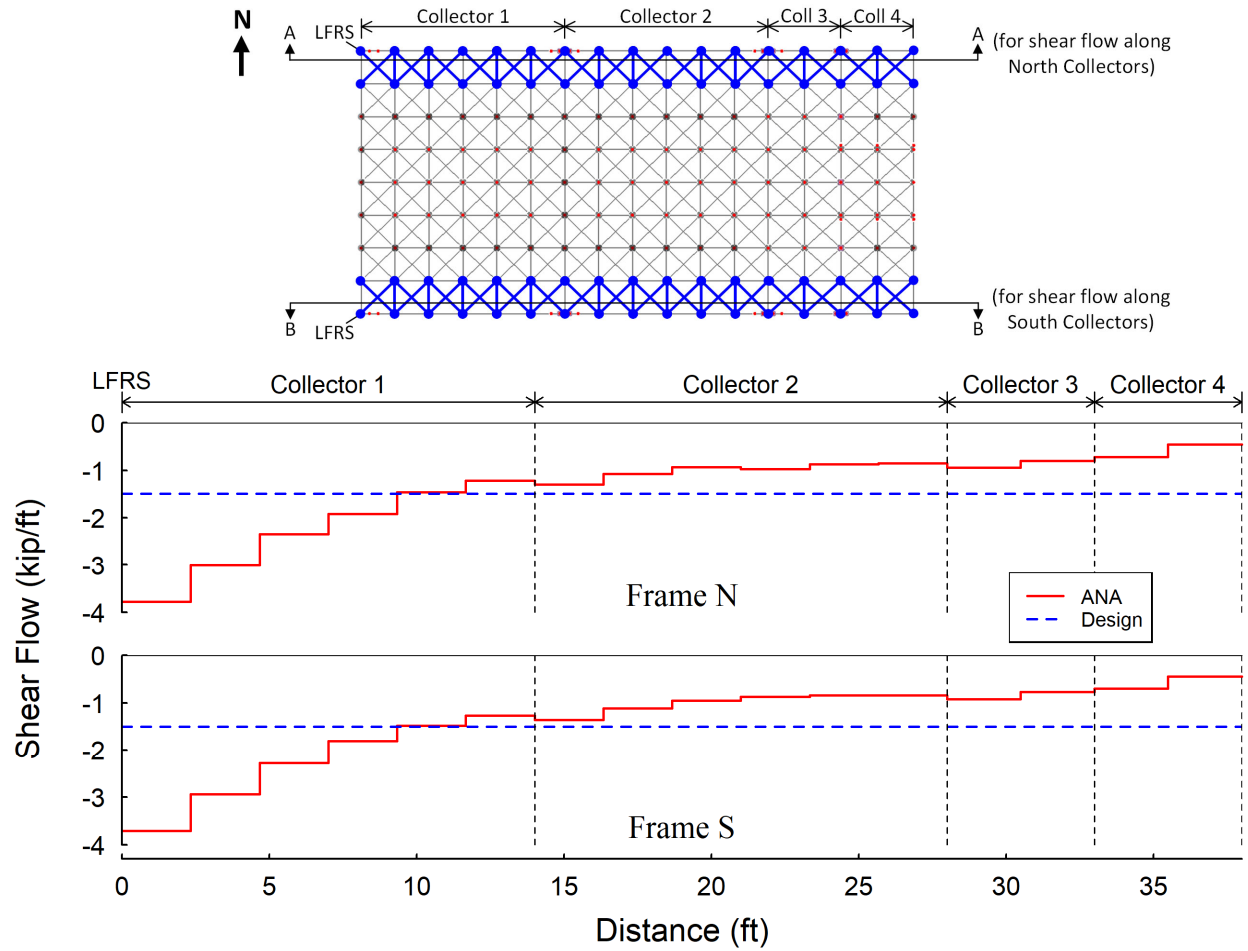 N
LFRS
Collector 1
Collector 2
Coll 3
Coll 4
A
A
(for shear flow along
North Collectors)
B
LFRS
B
(for shear flow along
South Collectors)
LFRS
Collector 1
Collector 2
Collector 3
Collector 4
Shear Flow (kip/ft)
0
-1
-2
-3
-4
Frame N
ANA
Design
0
-1
-2
-3
-4
Frame S
0
5
10
15
20
25
30
35
Distance (ft)